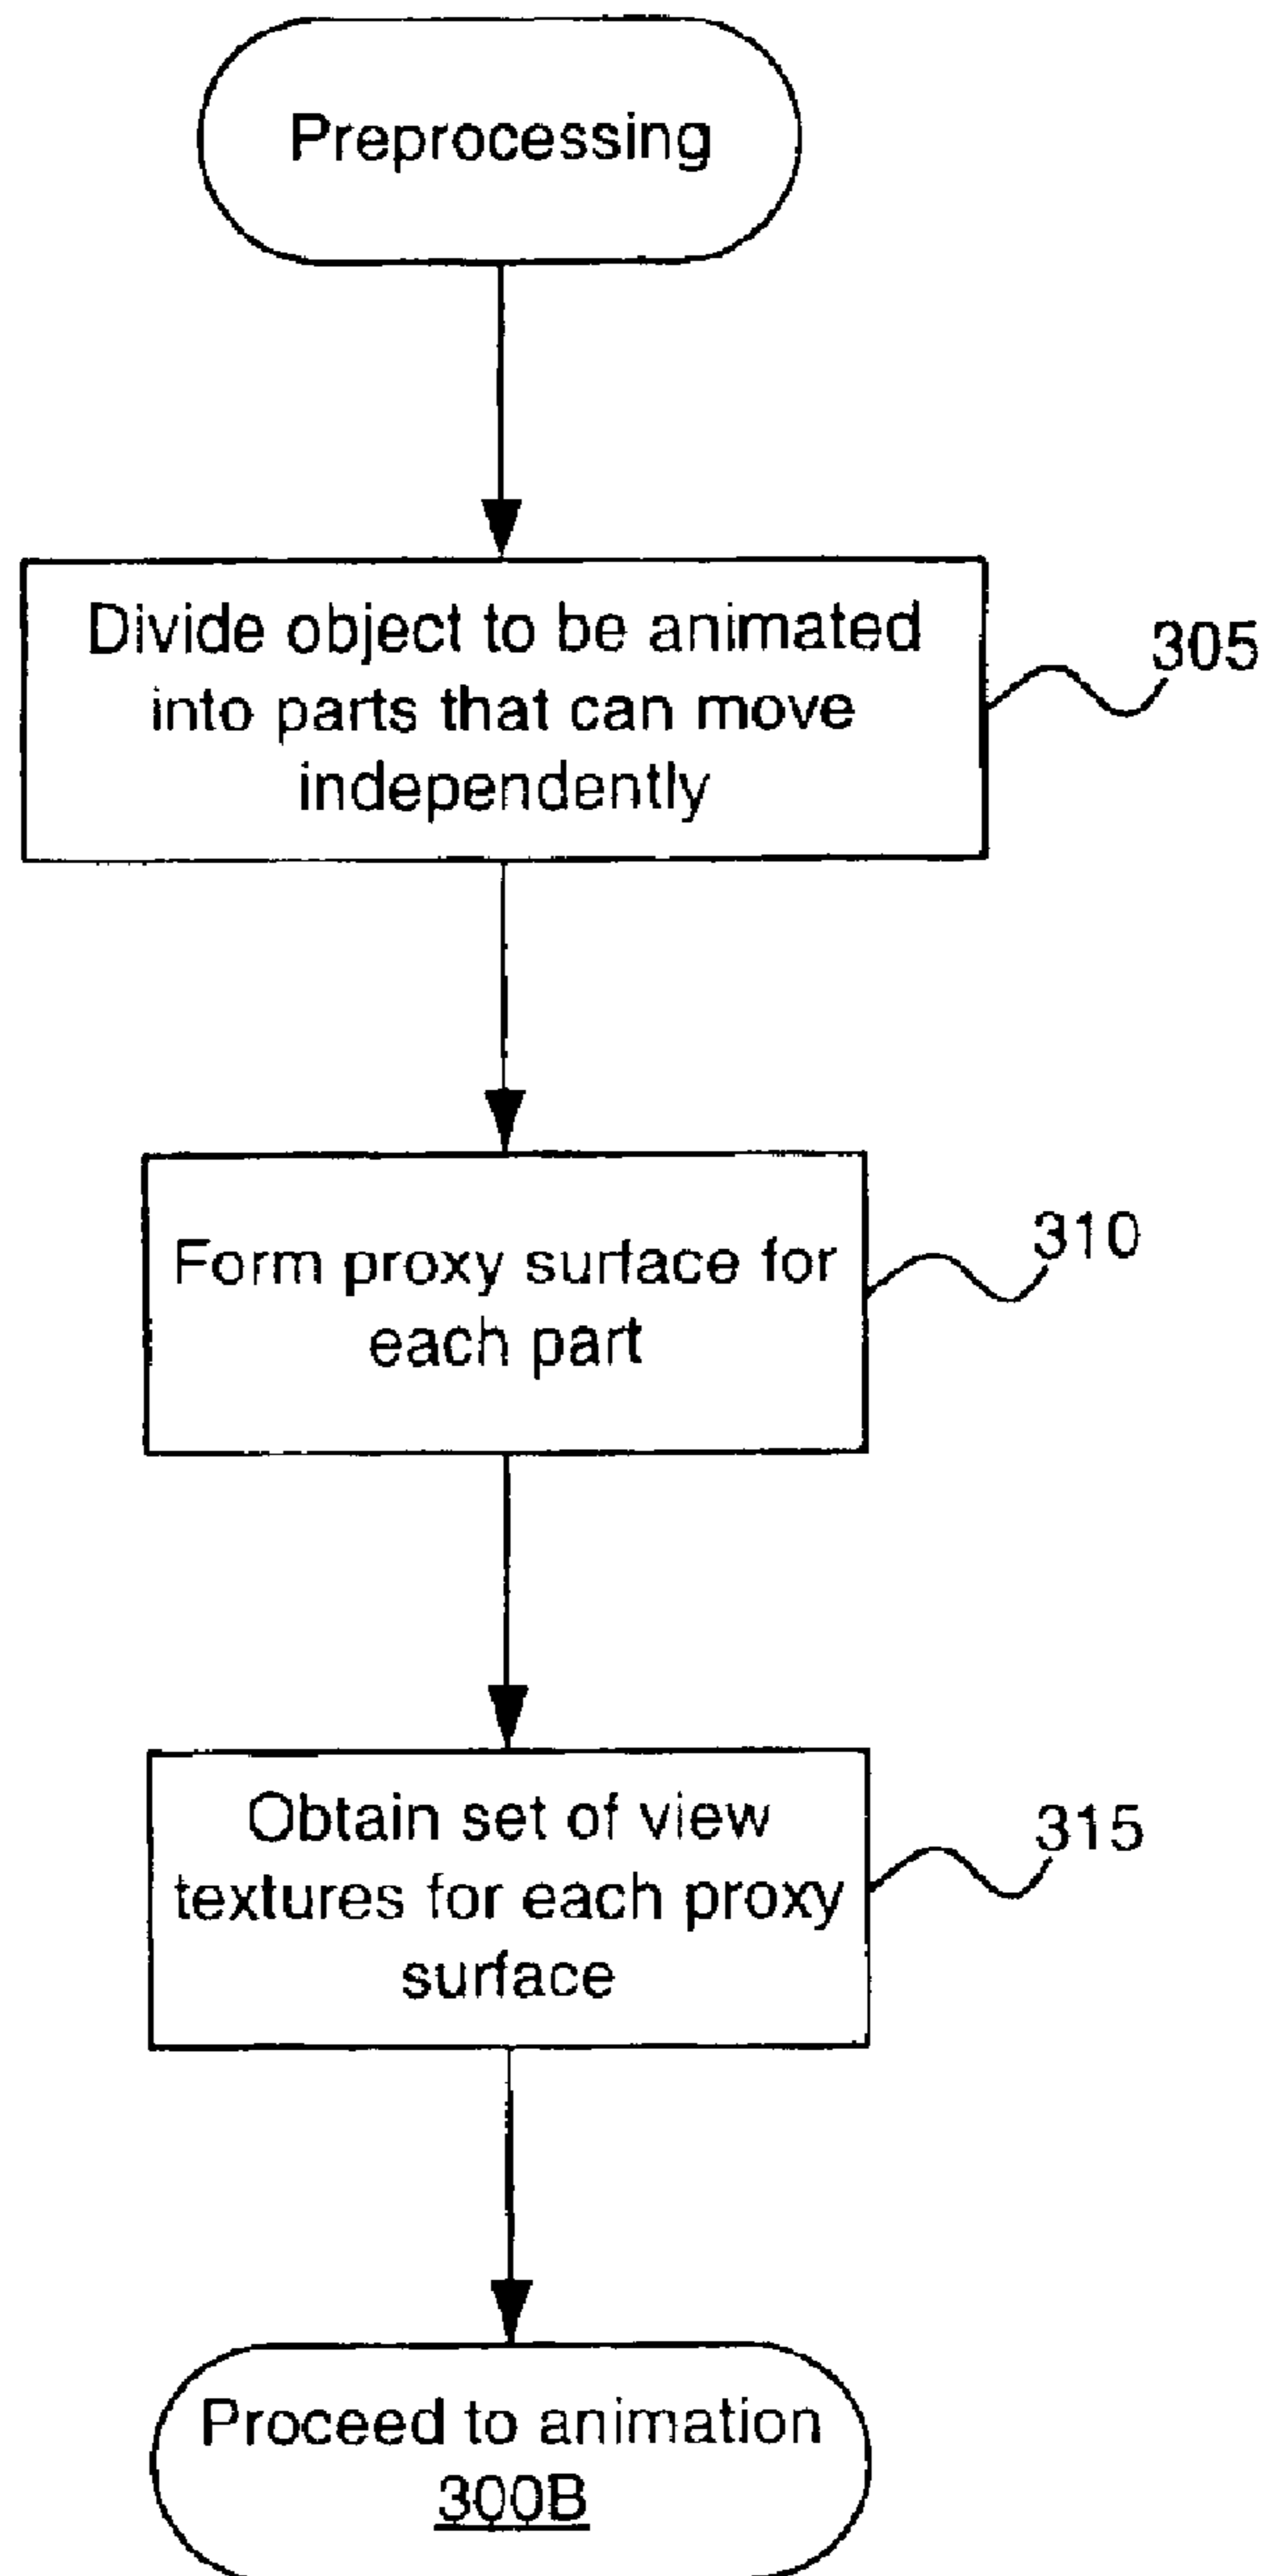 Preprocessing
Divide object to be animated
into parts that can move
independently
305
Form proxy surface for
each part
310
Obtain set of view
textures for each proxy
surface
315
Proceed to animation
300B